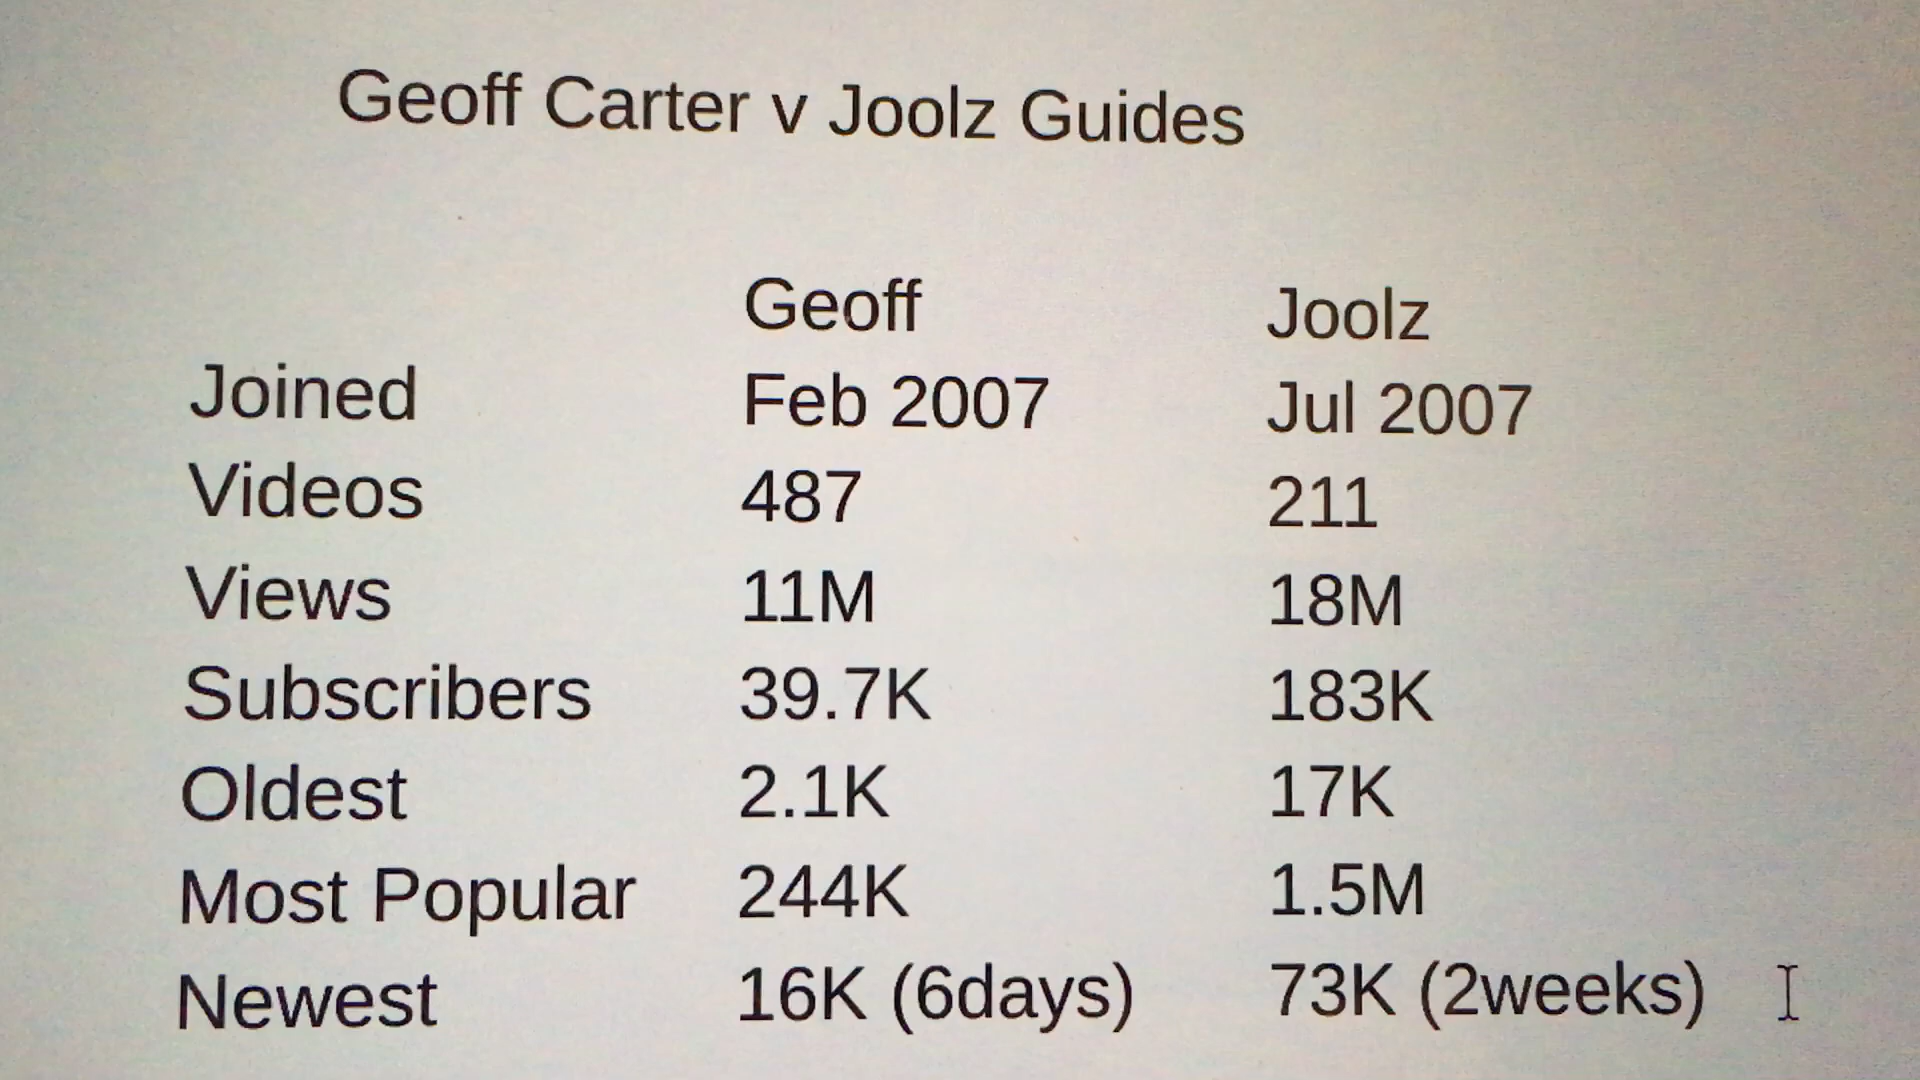 Geoff Carter v Joolz Guides
Geoff Joolz
Joined Feb 2007 Jul 2007
Videos 487 211
Views 11M 18M
Subscribers 39.7K 183K
Oldest 2.1K 17K
Most Popular 244K 1.5M
Newest 16K (6days) 73K (2weeks)